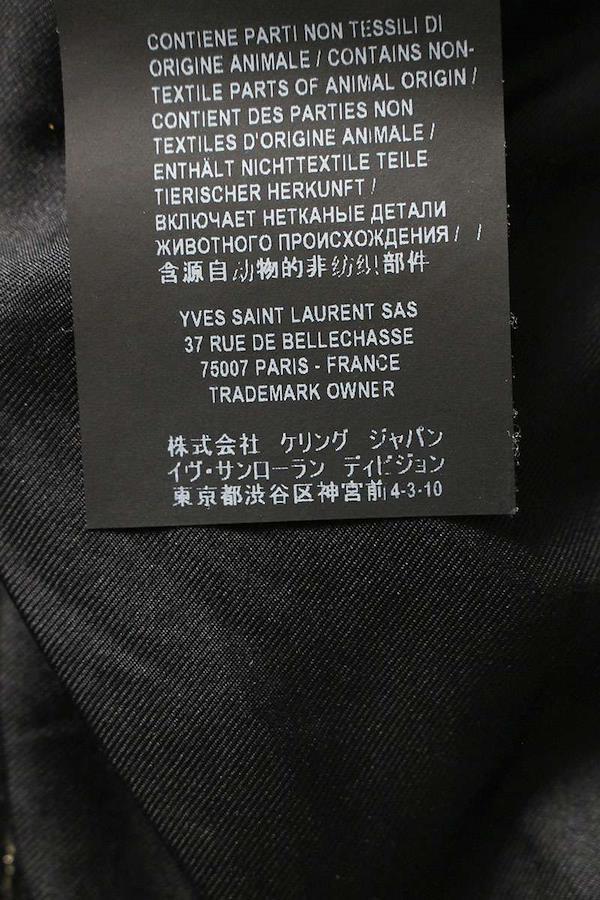 CONTIENE PARTI NON TESSILI DI
ORIGINE ANIMALE / CONTAINS NON-
TEXTILE PARTS OF ANIMAL ORIGIN /
CONTIENT DES PARTIES NON
TEXTILES D'ORIGINE ANIMALE /
ENTHÄLT NICHTTEXTILE TEILE
TIERISCHER HERKUNFT /
ВКЛЮЧАЕТ НЕТКАНЫЕ ДЕТАЛИ
ЖИВОТНОГО ПРОИСХОЖДЕНИЯ / /
含源自动物的非纺织部件
YVES SAINT LAURENT SAS
37 RUE DE BELLECHASSE
75007 PARIS - FRANCE
TRADEMARK OWNER
株式会社 ケリング ジャパン
イヴ・サンローラン ディビジョン
東京都渋谷区神宮前4-3-10